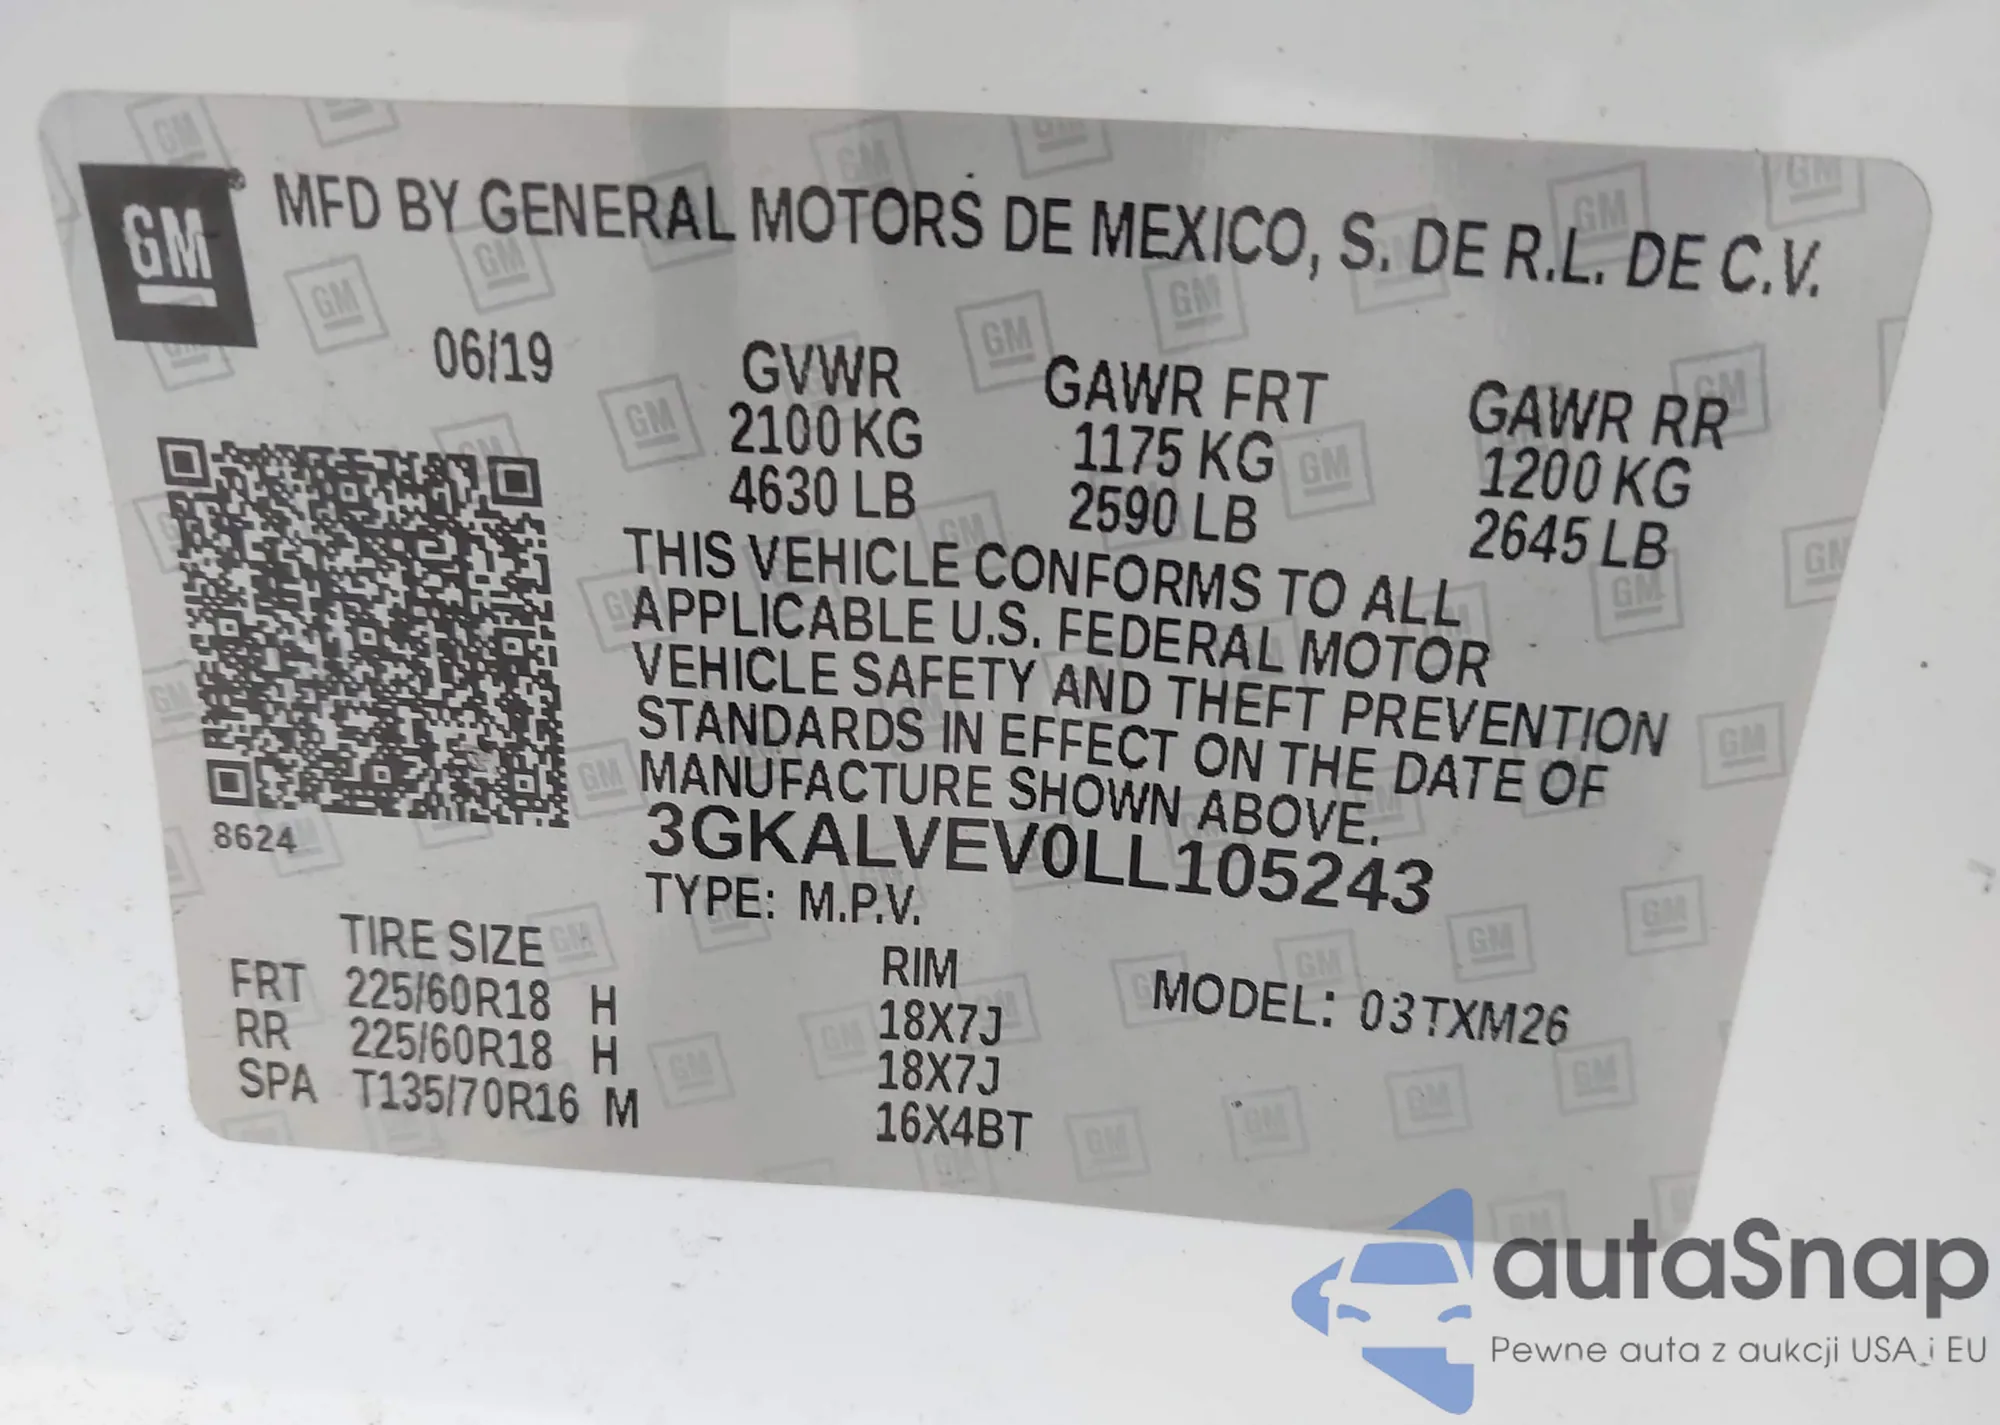 GM
MFD BY GENERAL MOTORS DE MEXICO, S. DE R.L. DE C.V.
06/19
GVWR GAWR FRT GAWR RR
2100 KG 1175 KG 1200 KG
4630 LB 2590 LB 2645 LB
THIS VEHICLE CONFORMS TO ALL
APPLICABLE U.S. FEDERAL MOTOR
VEHICLE SAFETY AND THEFT PREVENTION
STANDARDS IN EFFECT ON THE DATE OF
MANUFACTURE SHOWN ABOVE.
8624
3GKALVEV0LL105243
TYPE: M.P.V.
TIRE SIZE RIM MODEL: 03TXM26
FRT 225/60R18 H 18X7J
RR 225/60R18 H 18X7J
SPA T135/70R16 M 16X4BT
autaSnap
Pewne auta z aukcji USA i EU